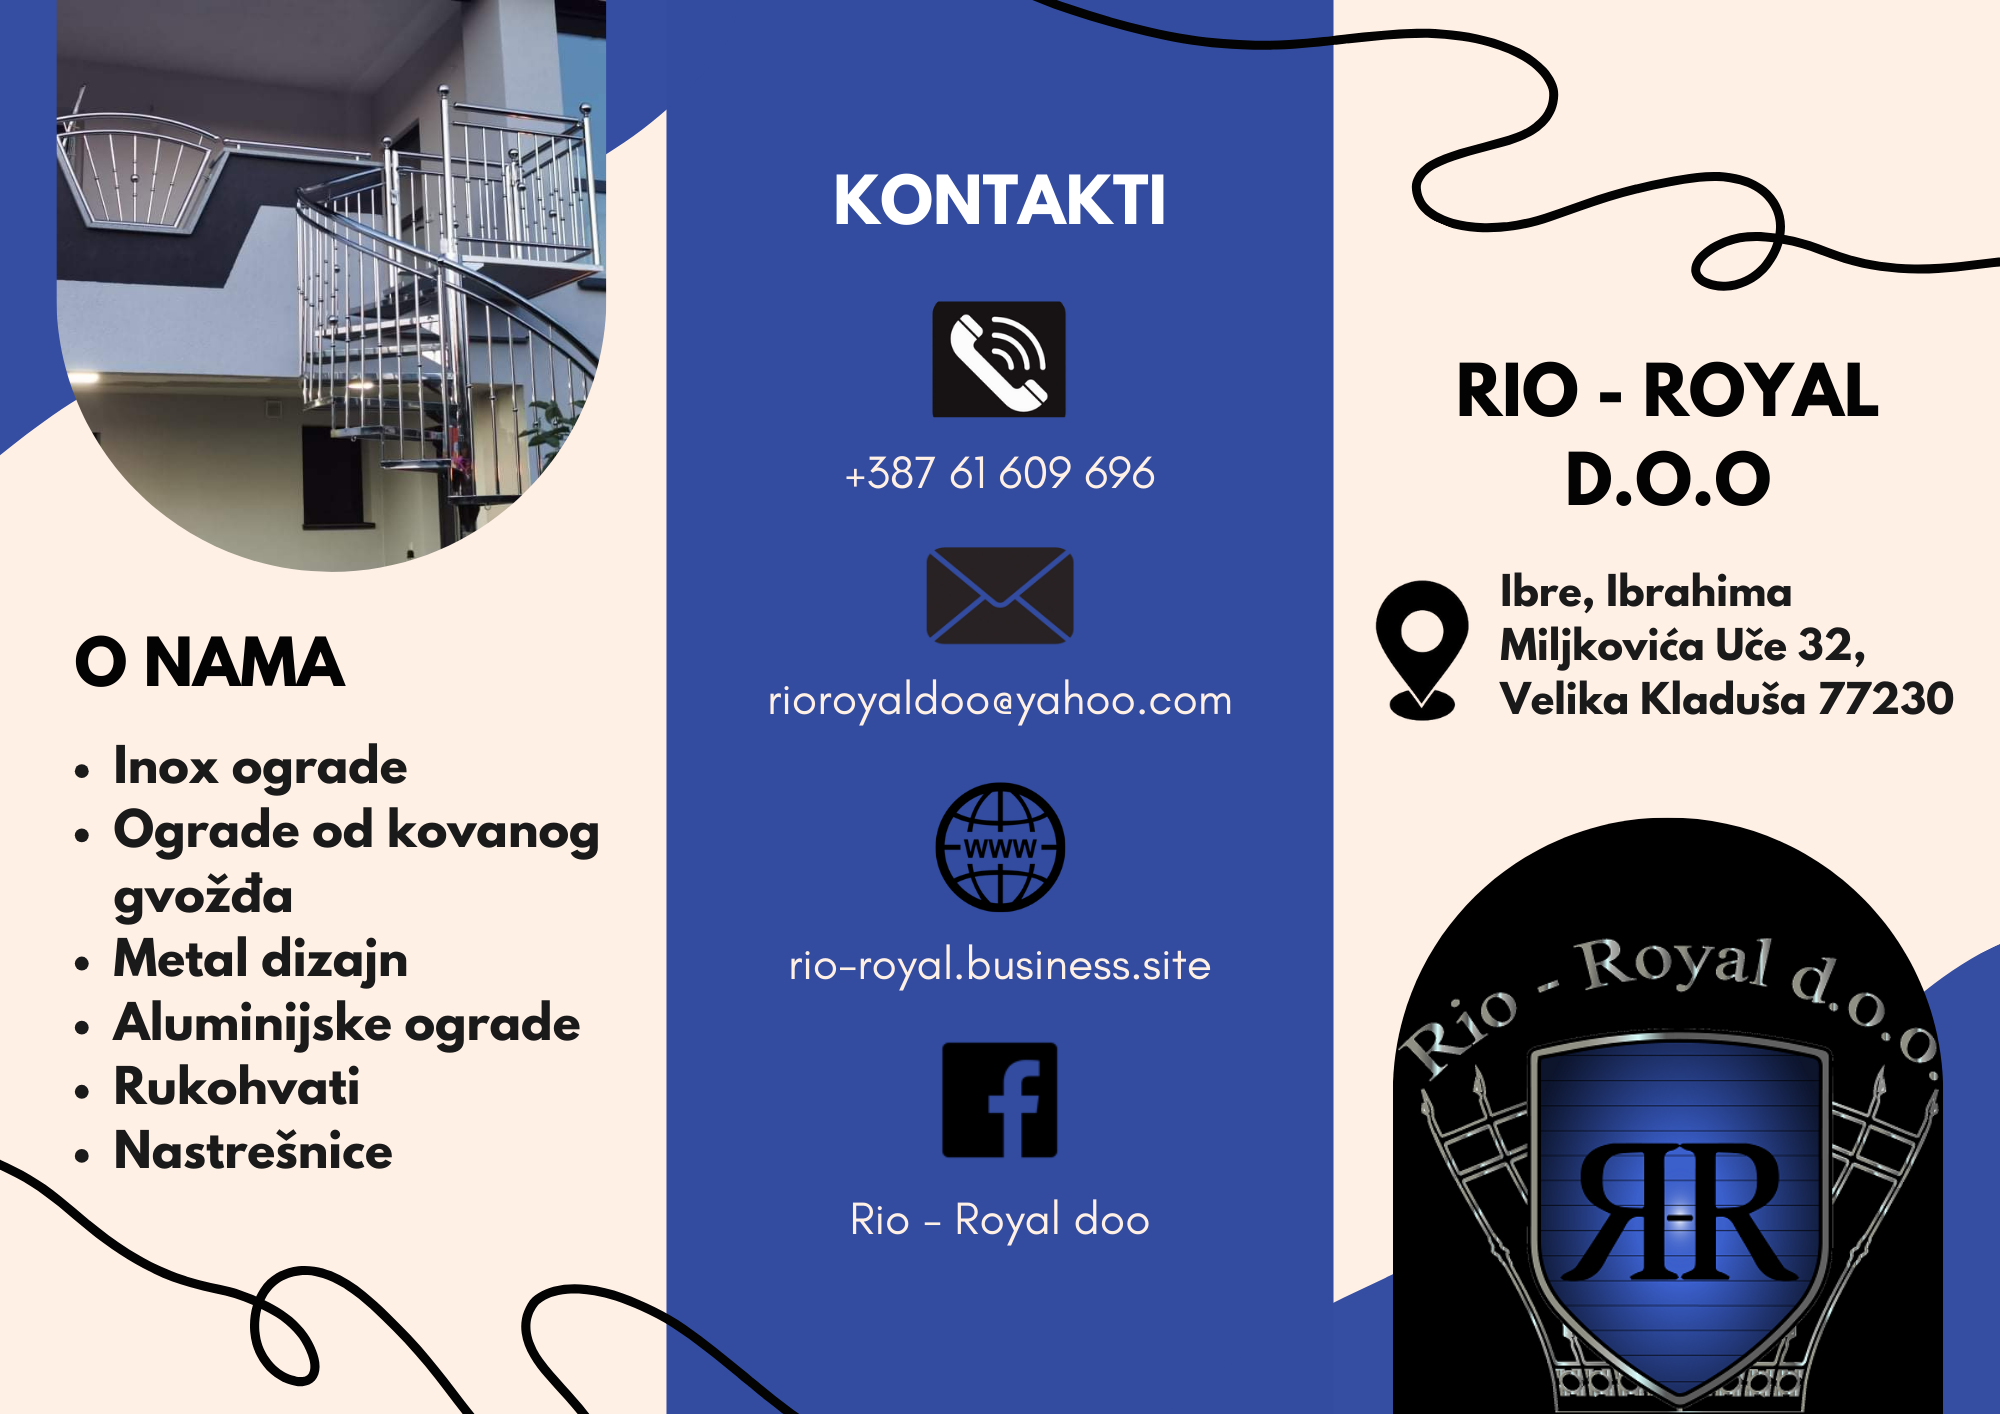 O NAMA
• Inox ograde
• Ograde od kovanog
gvožđa
• Metal dizajn
• Aluminijske ograde
• Rukohvati
• Nastrešnice
KONTAKTI
+387 61 609 696
rioroyaldoo@yahoo.com
www
rio-royal.business.site
f
Rio - Royal doo
RIO - ROYAL
D.O.O
Ibre, Ibrahima
Miljkovića Uče 32,
Velika Kladuša 77230
Rio - Royal d.o.o.
R-R